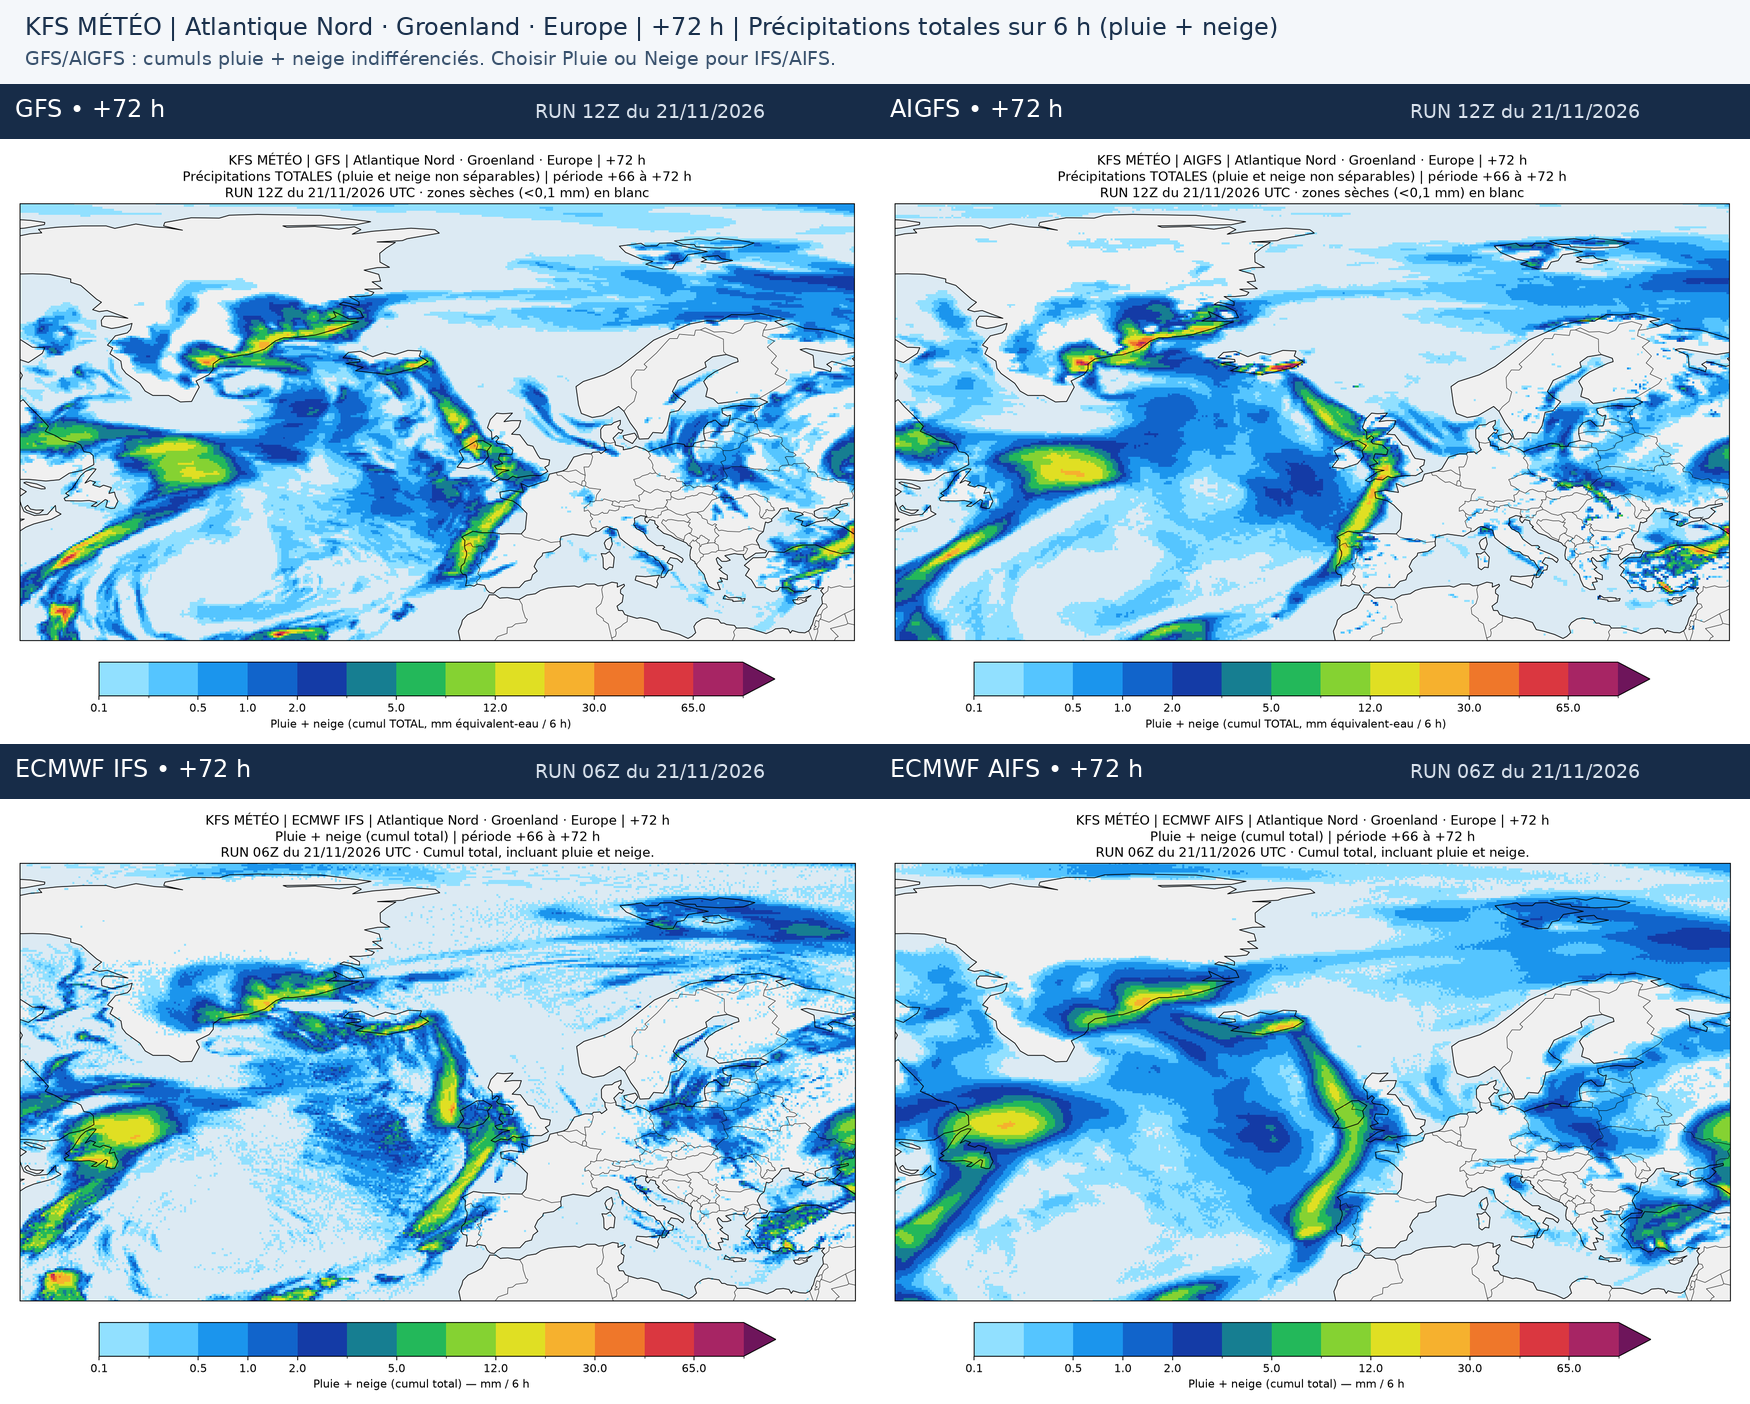 KFS MÉTÉO | Atlantique Nord · Groenland · Europe | +72 h | Précipitations totales sur 6 h (pluie + neige)
GFS/AIGFS : cumuls pluie + neige indifférenciés. Choisir Pluie ou Neige pour IFS/AIFS.
GFS • +72 h
RUN 12Z du 21/11/2026
AIGFS • +72 h
RUN 12Z du 21/11/2026
KFS MÉTÉO | GFS | Atlantique Nord · Groenland · Europe | +72 h
Précipitations TOTALES (pluie et neige non séparables) | période +66 à +72 h
RUN 12Z du 21/11/2026 UTC · zones sèches (<0,1 mm) en blanc
KFS MÉTÉO | AIGFS | Atlantique Nord · Groenland · Europe | +72 h
Précipitations TOTALES (pluie et neige non séparables) | période +66 à +72 h
RUN 12Z du 21/11/2026 UTC · zones sèches (<0,1 mm) en blanc
0.1 0.5 1.0 2.0 5.0 12.0 30.0 65.0
Pluie + neige (cumul TOTAL, mm équivalent-eau / 6 h)
0.1 0.5 1.0 2.0 5.0 12.0 30.0 65.0
Pluie + neige (cumul TOTAL, mm équivalent-eau / 6 h)
ECMWF IFS • +72 h
RUN 06Z du 21/11/2026
ECMWF AIFS • +72 h
RUN 06Z du 21/11/2026
KFS MÉTÉO | ECMWF IFS | Atlantique Nord · Groenland · Europe | +72 h
Pluie + neige (cumul total) | période +66 à +72 h
RUN 06Z du 21/11/2026 UTC · Cumul total, incluant pluie et neige.
KFS MÉTÉO | ECMWF AIFS | Atlantique Nord · Groenland · Europe | +72 h
Pluie + neige (cumul total) | période +66 à +72 h
RUN 06Z du 21/11/2026 UTC · Cumul total, incluant pluie et neige.
0.1 0.5 1.0 2.0 5.0 12.0 30.0 65.0
Pluie + neige (cumul total) — mm / 6 h
0.1 0.5 1.0 2.0 5.0 12.0 30.0 65.0
Pluie + neige (cumul total) — mm / 6 h